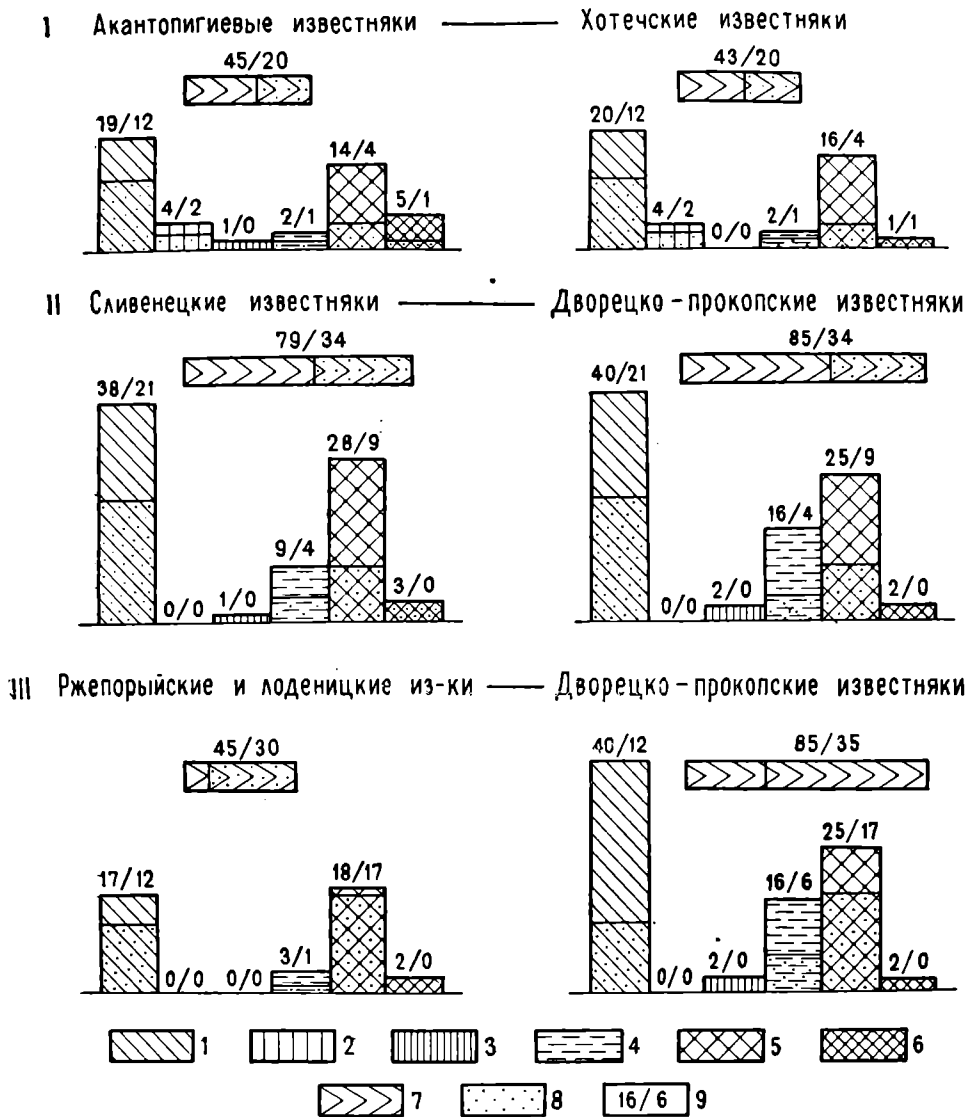 I Акантопигиевые известняки —— Хотечские известняки
45/20 43/20
19/12 4/2 1/0 2/1 14/4 5/1 20/12 4/2 0/0 2/1 16/4 1/1
II Сливенецкие известняки —— Дворецко-прокопские известняки
79/34 85/34
38/21 0/0 1/0 9/4 28/9 3/0 40/21 0/0 2/0 16/4 25/9 2/0
III Ржепорыйские и лоденицкие из-ки —— Дворецко-прокопские известняки
45/30 85/35
17/12 0/0 0/0 3/1 18/17 2/0 40/12 0/0 2/0 16/6 25/17 2/0
1 2 3 4 5 6
7 8 16/6 9